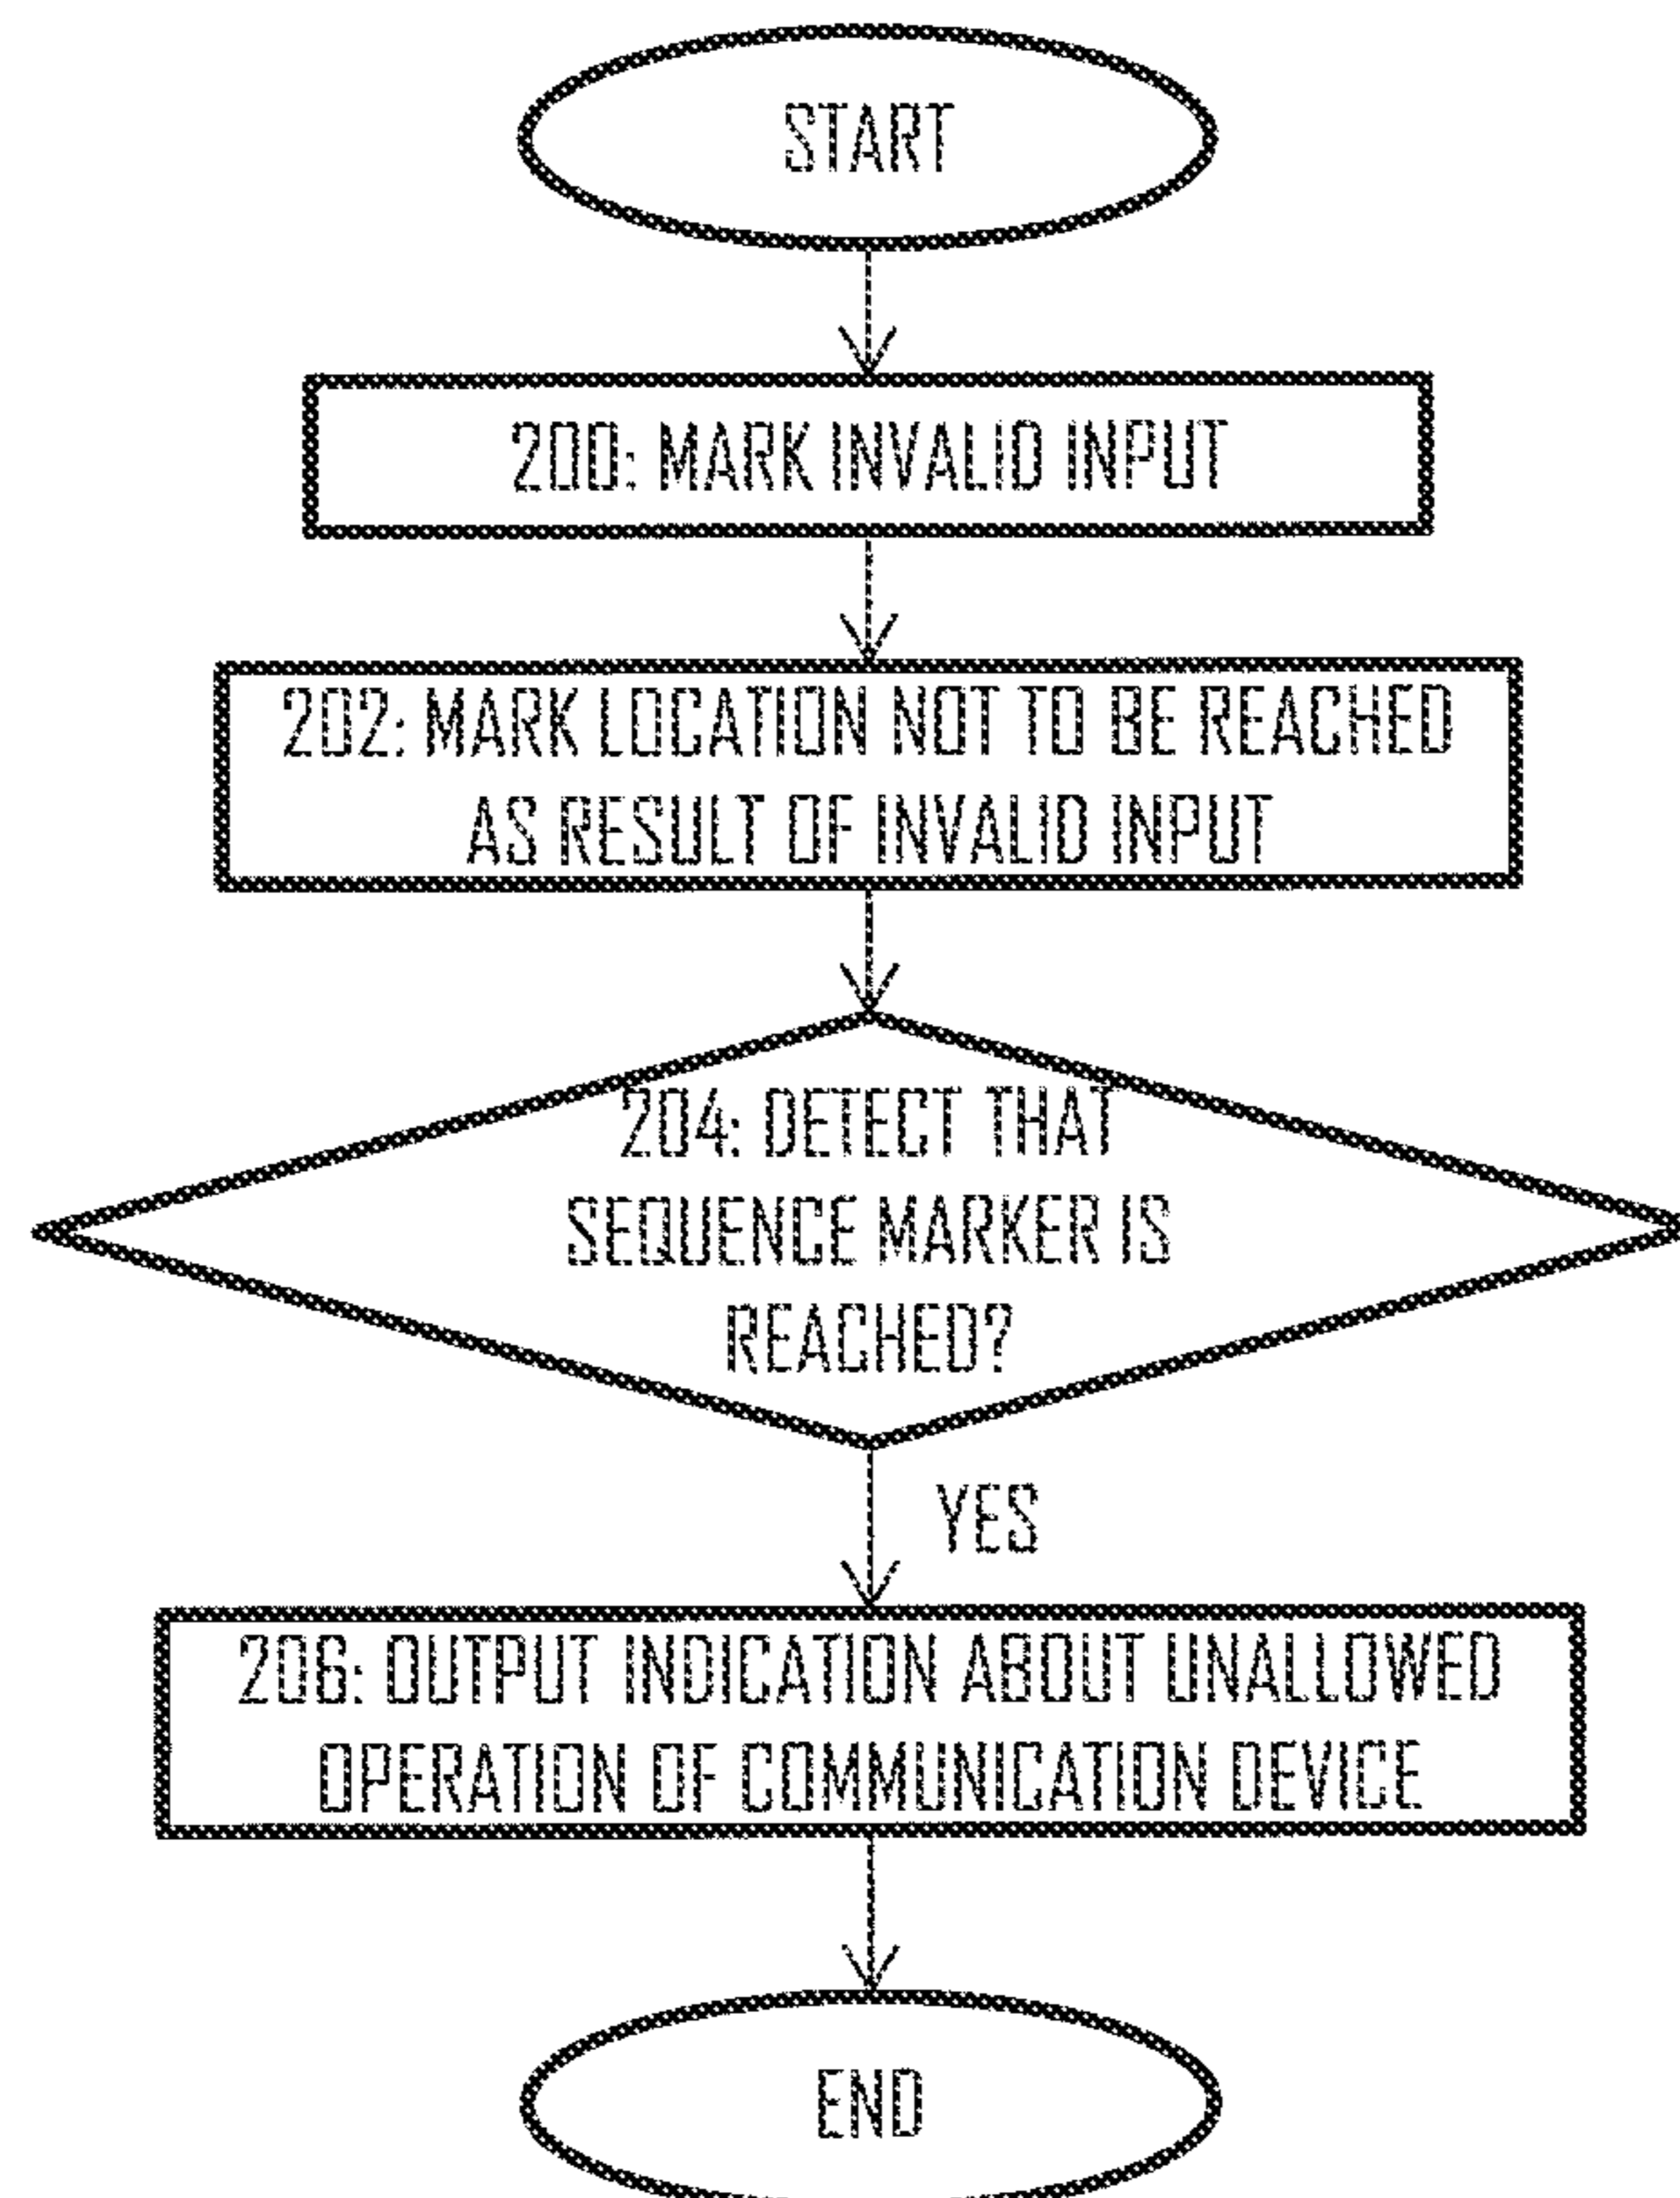 START
200: MARK INVALID INPUT
202: MARK LOCATION NOT TO BE REACHED
AS RESULT OF INVALID INPUT
204: DETECT THAT
SEQUENCE MARKER IS
REACHED?
YES
206: OUTPUT INDICATION ABOUT UNALLOWED
OPERATION OF COMMUNICATION DEVICE
END